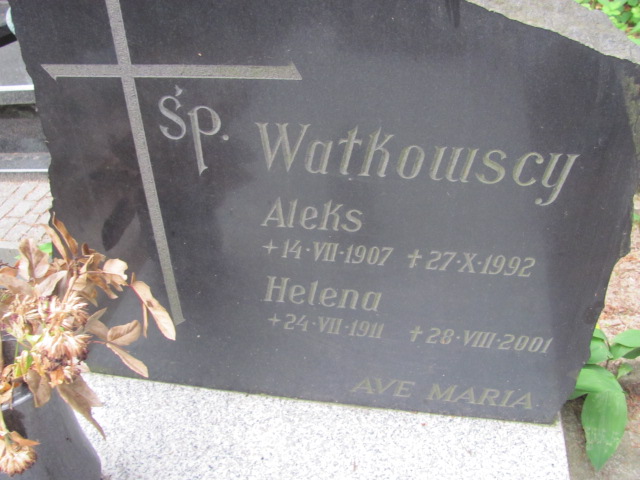 Śp. Watkowscy
Aleks
+14·VII·1907 +27·X·1992
Helena
+24·VII·1911 +28·VIII·2001
AVE MARIA